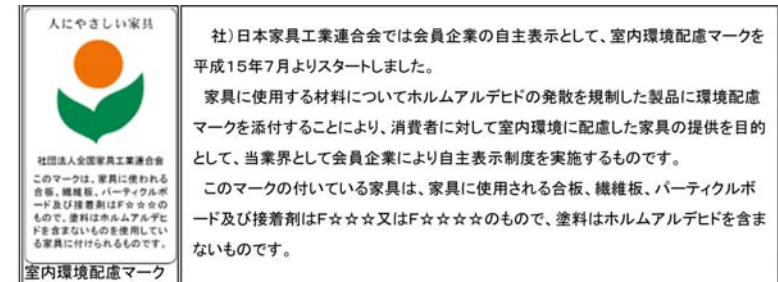 人にやさしい家具
社団法人全国家具工業連合会
このマークは、家具に使われる
合板、繊維板、パーティクルボ
ード及び接着剤はF☆☆☆の
もので、塗料はホルムアルデヒ
ドを含まないものを使用してい
る家具に付けられるものです。
室内環境配慮マーク
社)日本家具工業連合会では会員企業の自主表示として、室内環境配慮マークを
平成15年7月よりスタートしました。
家具に使用する材料についてホルムアルデヒドの発散を規制した製品に環境配慮
マークを添付することにより、消費者に対して室内環境に配慮した家具の提供を目的
として、当業界として会員企業により自主表示制度を実施するものです。
このマークの付いている家具は、家具に使用される合板、繊維板、パーティクルボ
ード及び接着剤はF☆☆☆又はF☆☆☆☆のもので、塗料はホルムアルデヒドを含ま
ないものです。